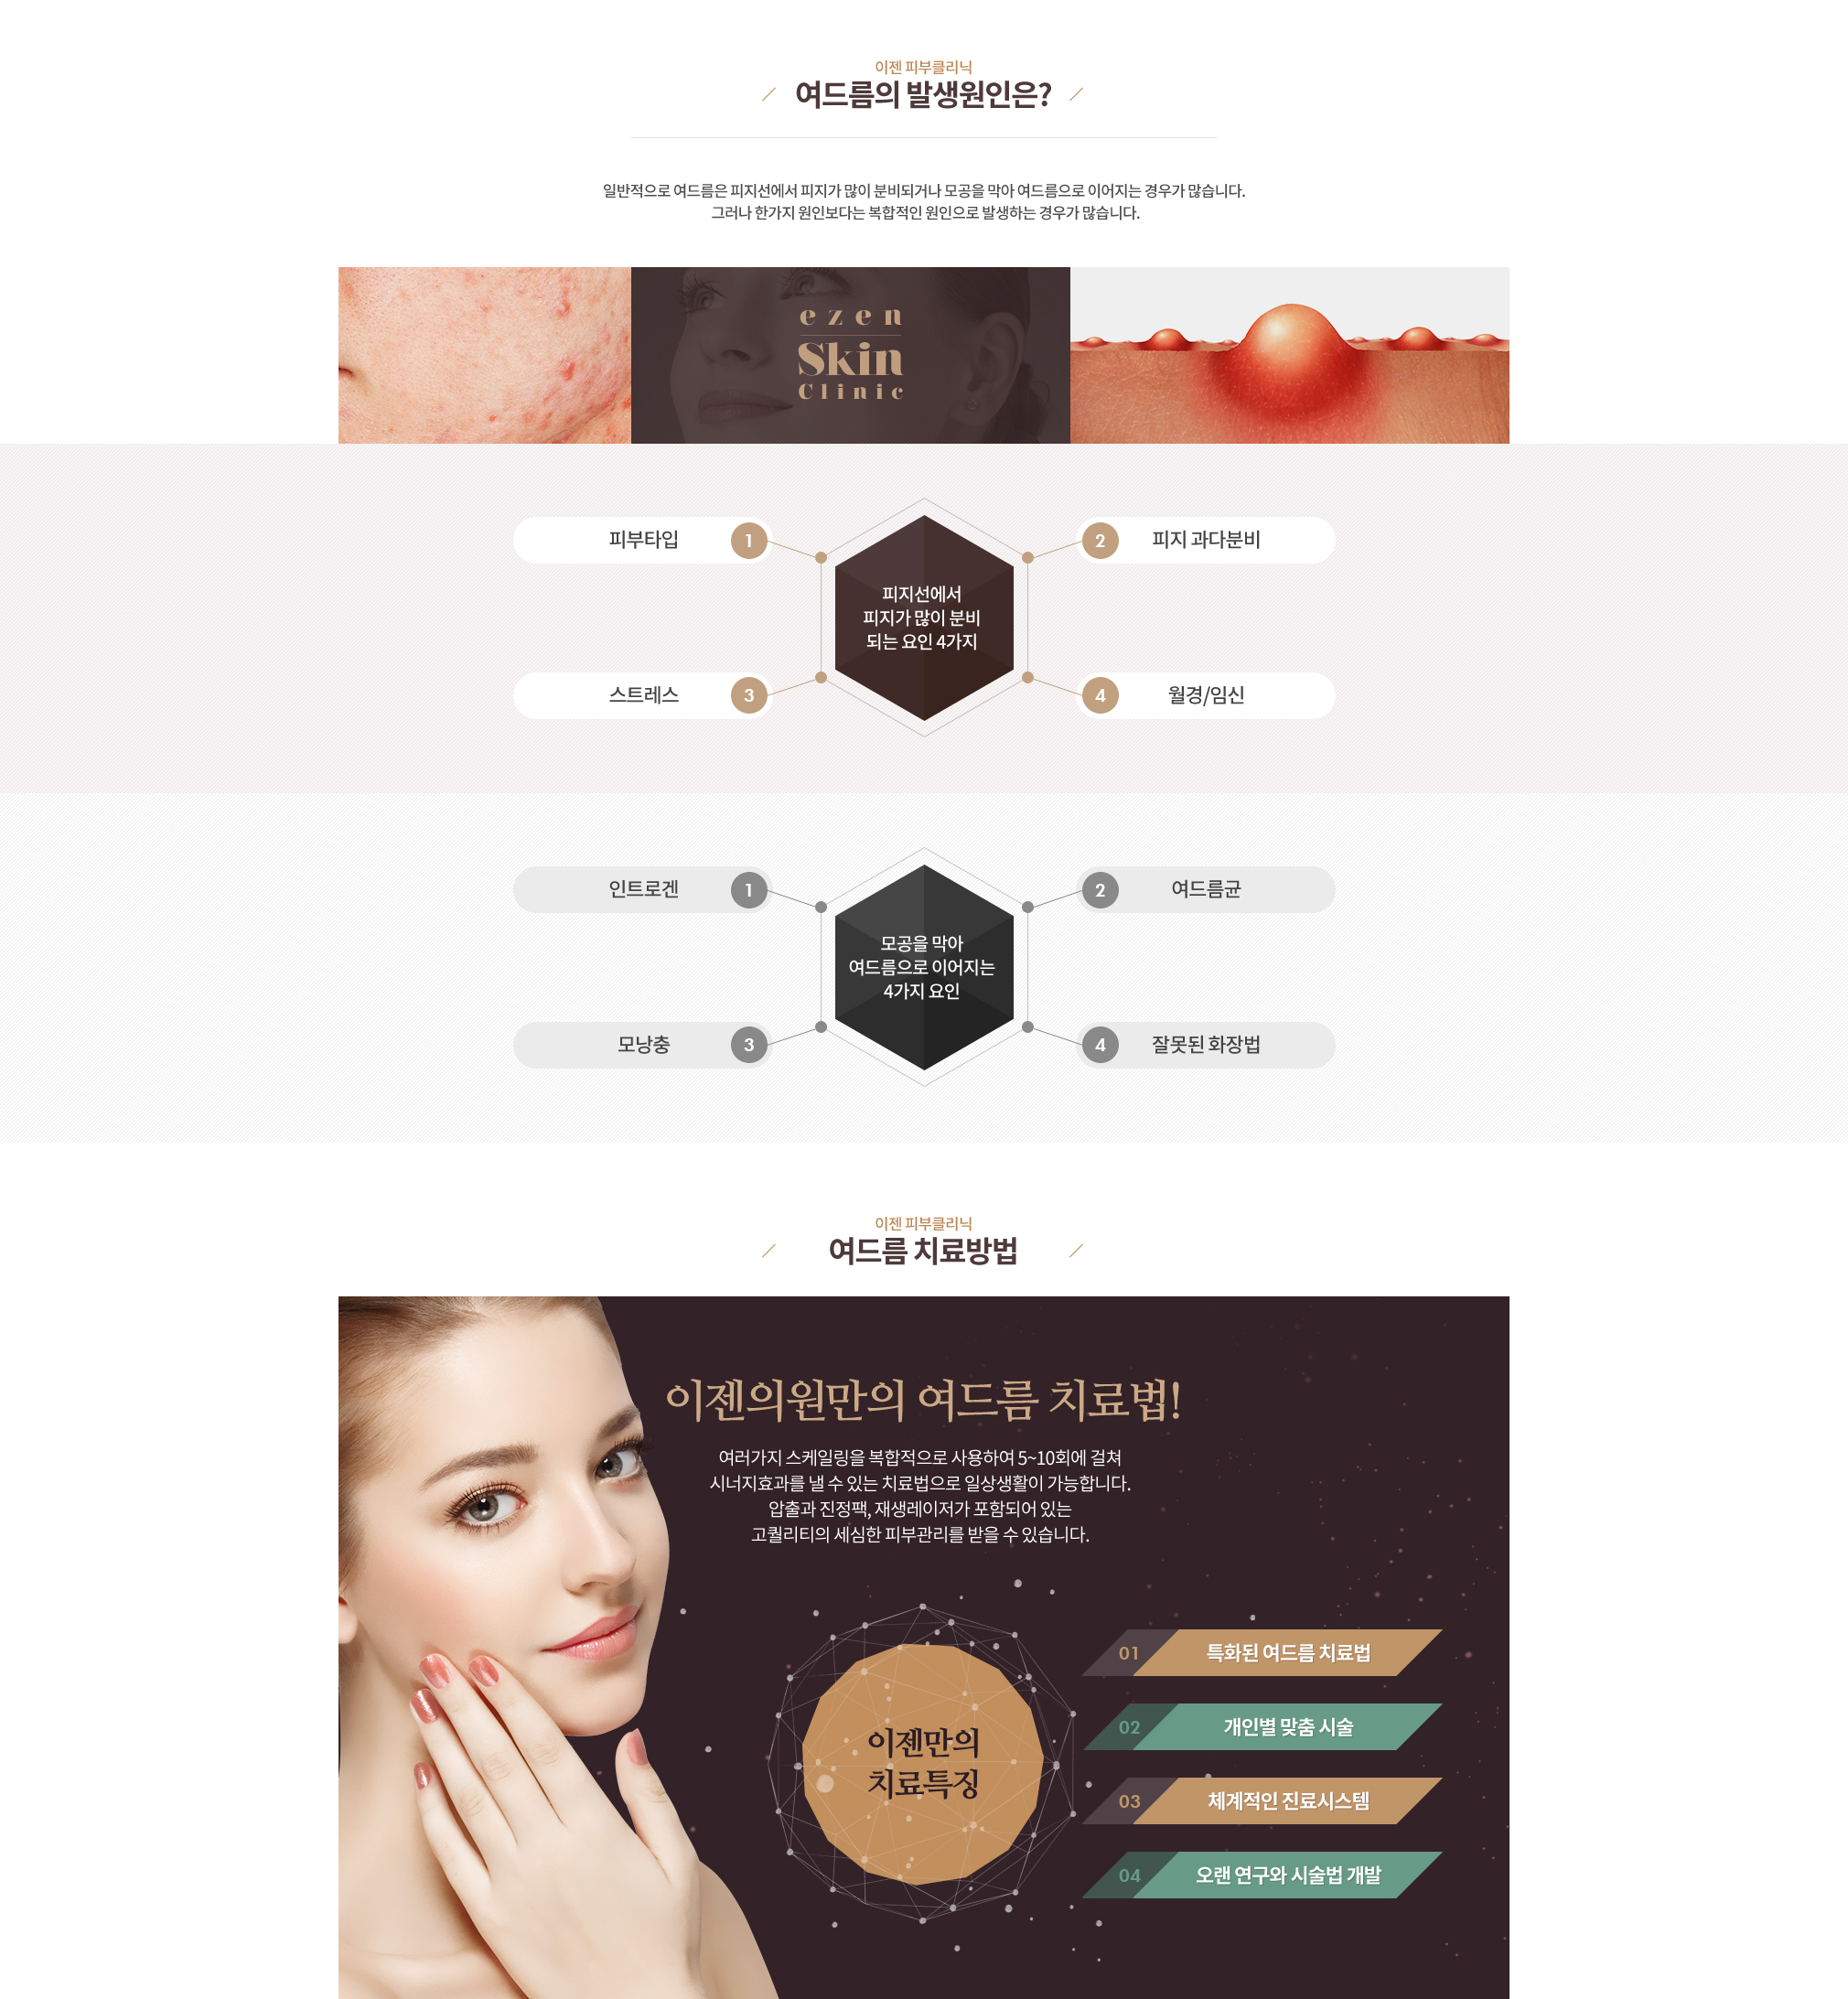 이젠 피부클리닉
여드름의 발생원인은?
일반적으로 여드름은 피지선에서 피지가 많이 분비되거나 모공을 막아 여드름으로 이어지는 경우가 많습니다.
그러나 한가지 원인보다는 복합적인 원인으로 발생하는 경우가 많습니다.
ezen
Skin
Clinic
피부타입 1
2 피지 과다분비
피지선에서
피지가 많이 분비
되는 요인 4가지
스트레스 3
4 월경/임신
인트로겐 1
2 여드름균
모공을 막아
여드름으로 이어지는
4가지 요인
모낭충 3
4 잘못된 화장법
이젠 피부클리닉
여드름 치료방법
이젠의원만의 여드름 치료법!
여러가지 스케일링을 복합적으로 사용하여 5~10회에 걸쳐
시너지효과를 낼 수 있는 치료법으로 일상생활이 가능합니다.
압출과 진정팩, 재생레이저가 포함되어 있는
고퀄리티의 세심한 피부관리를 받을 수 있습니다.
이젠만의
치료특징
01 특화된 여드름 치료법
02 개인별 맞춤 시술
03 체계적인 진료시스템
04 오랜 연구와 시술법 개발